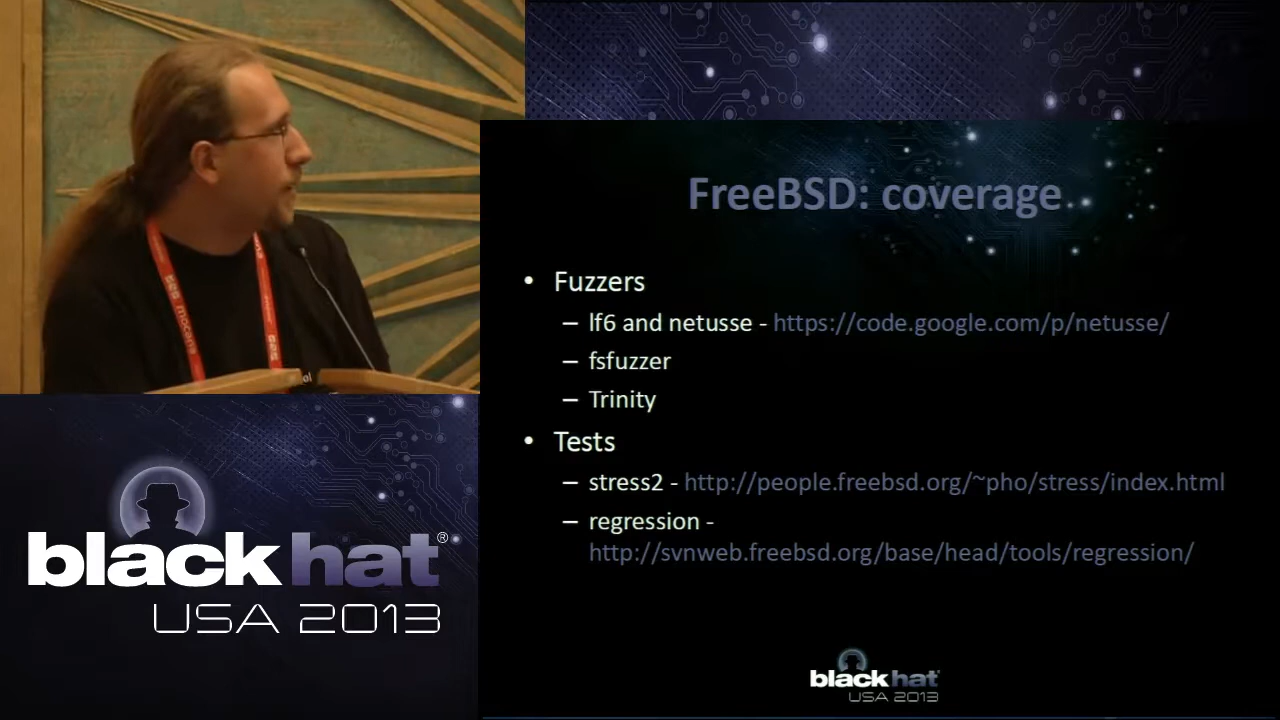 FreeBSD: coverage
• Fuzzers
– lf6 and netusse - https://code.google.com/p/netusse/
– fsfuzzer
– Trinity
• Tests
– stress2 - http://people.freebsd.org/~pho/stress/index.html
– regression -
http://svnweb.freebsd.org/base/head/tools/regression/
black hat®
USA 2013
black hat®
USA 2013